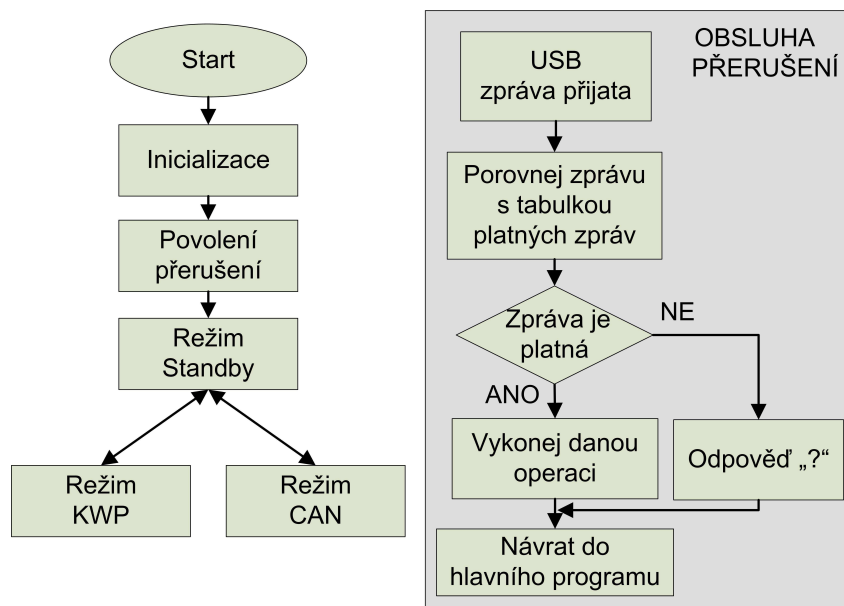 Start
Inicializace
Povolení
přerušení
Režim
Standby
Režim
KWP
Režim
CAN
OBSLUHA
PŘERUŠENÍ
USB
zpráva přijata
Porovnej zprávu
s tabulkou
platných zpráv
Zpráva je
platná
NE
ANO
Vykonej danou
operaci
Odpověď „?“
Návrat do
hlavního programu